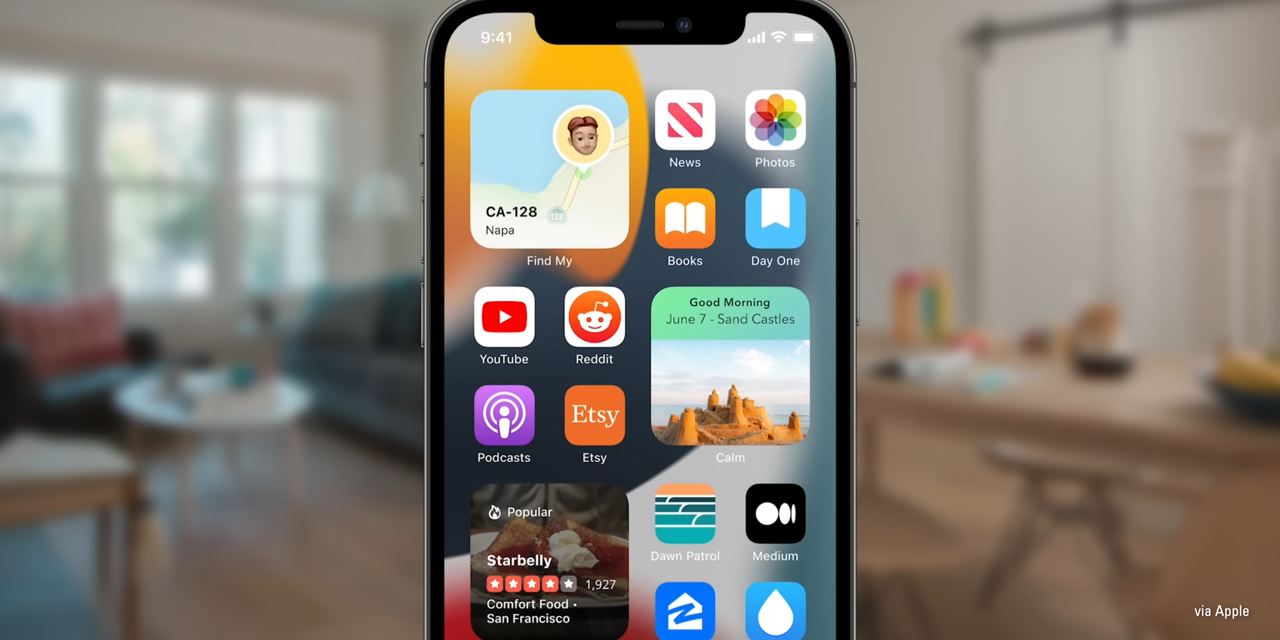 9:41
CA-128
128
Napa
Find My
News
Photos
Books
Day One
YouTube
Reddit
Good Morning
June 7 - Sand Castles
Calm
Podcasts
Etsy
Etsy
Popular
Starbelly
1,927
Comfort Food •
San Francisco
Dawn Patrol
Medium
via Apple